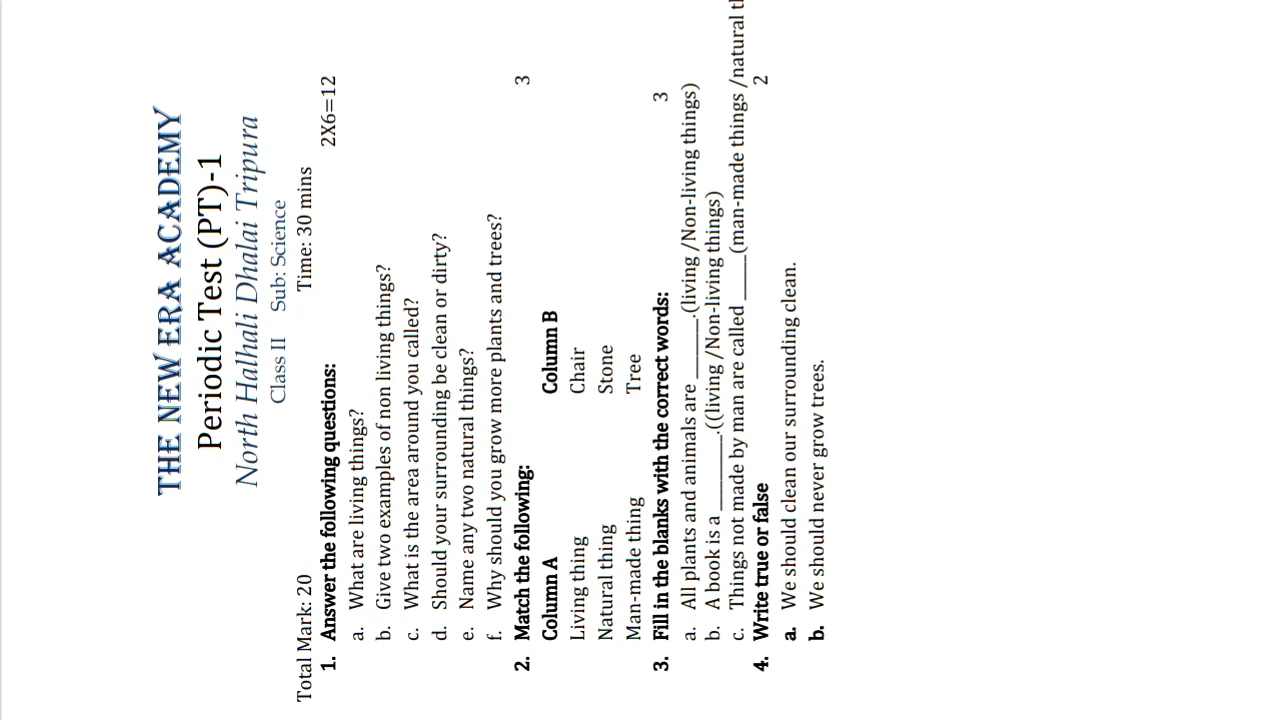 THE NEW ERA ACADEMY
Periodic Test (PT)-1
North Halhali Dhalai Tripura
Class II Sub: Science
Total Mark: 20 Time: 30 mins
1. Answer the following questions: 2X6=12
a. What are living things?
b. Give two examples of non living things?
c. What is the area around you called?
d. Should your surrounding be clean or dirty?
e. Name any two natural things?
f. Why should you grow more plants and trees?
2. Match the following: 3
Column A Column B
Living thing Chair
Natural thing Stone
Man-made thing Tree
3. Fill in the blanks with the correct words: 3
a. All plants and animals are ______.(living /Non-living things)
b. A book is a ________.((living /Non-living things)
c. Things not made by man are called _____(man-made things /natural
4. Write true or false 2
a. We should clean our surrounding clean.
b. We should never grow trees.